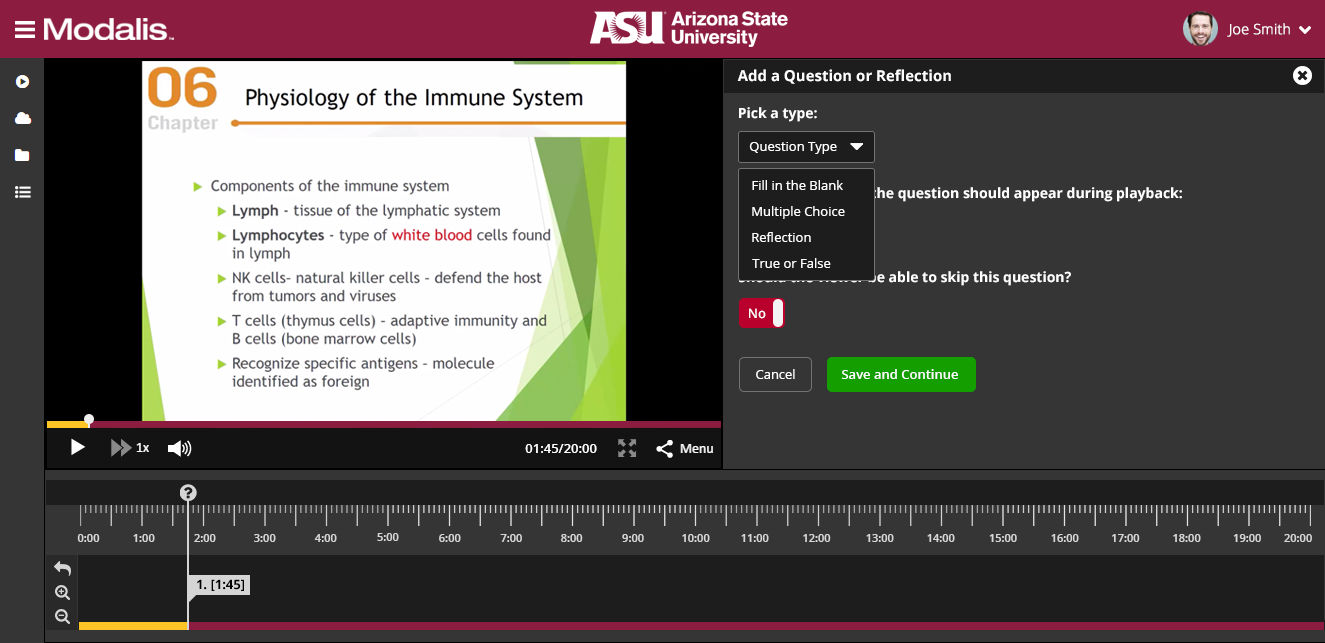 Modalis™
ASU Arizona State
University
Joe Smith
06
Chapter
Physiology of the Immune System
Components of the immune system
Lymph - tissue of the lymphatic system
Lymphocytes - type of white blood cells found
in lymph
NK cells- natural killer cells - defend the host
from tumors and viruses
T cells (thymus cells) - adaptive immunity and
B cells (bone marrow cells)
Recognize specific antigens - molecule
identified as foreign
1x
01:45/20:00
Menu
Add a Question or Reflection
Pick a type:
Question Type
Fill in the Blank
Multiple Choice
Reflection
True or False
the question should appear during playback:
be able to skip this question?
No
Cancel
Save and Continue
?
0:00 1:00 2:00 3:00 4:00 5:00 6:00 7:00 8:00 9:00 10:00 11:00 12:00 13:00 14:00 15:00 16:00 17:00 18:00 19:00 20:00
1. [1:45]